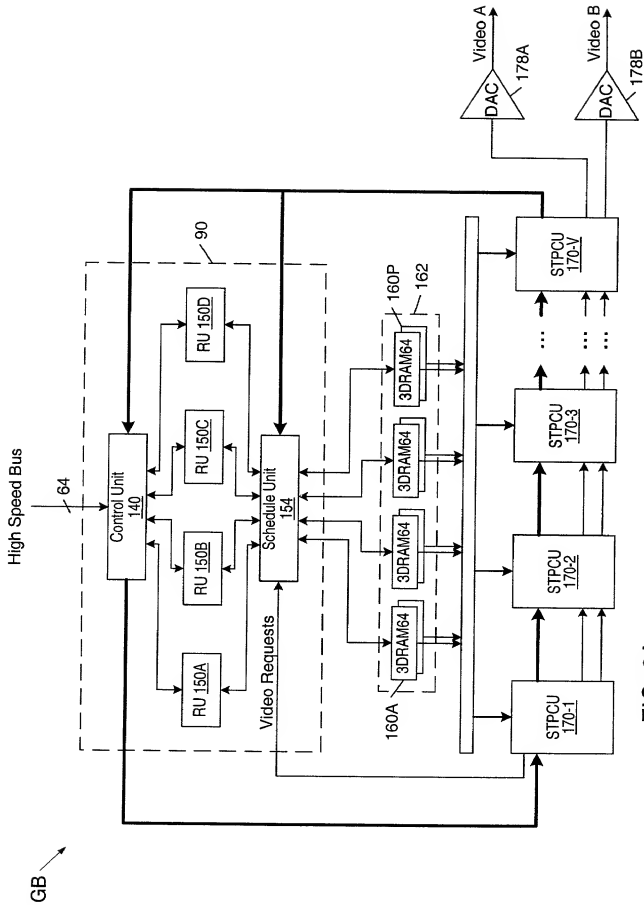 High Speed Bus
64
GB
90
Control Unit
140
RU 150A
RU 150B
RU 150C
RU 150D
Schedule Unit
154
Video Requests
160A
3DRAM64
3DRAM64
3DRAM64
3DRAM64
160P
162
STPCU
170-1
STPCU
170-2
STPCU
170-3
...
...
STPCU
170-V
DAC
178A
Video A
DAC
178B
Video B